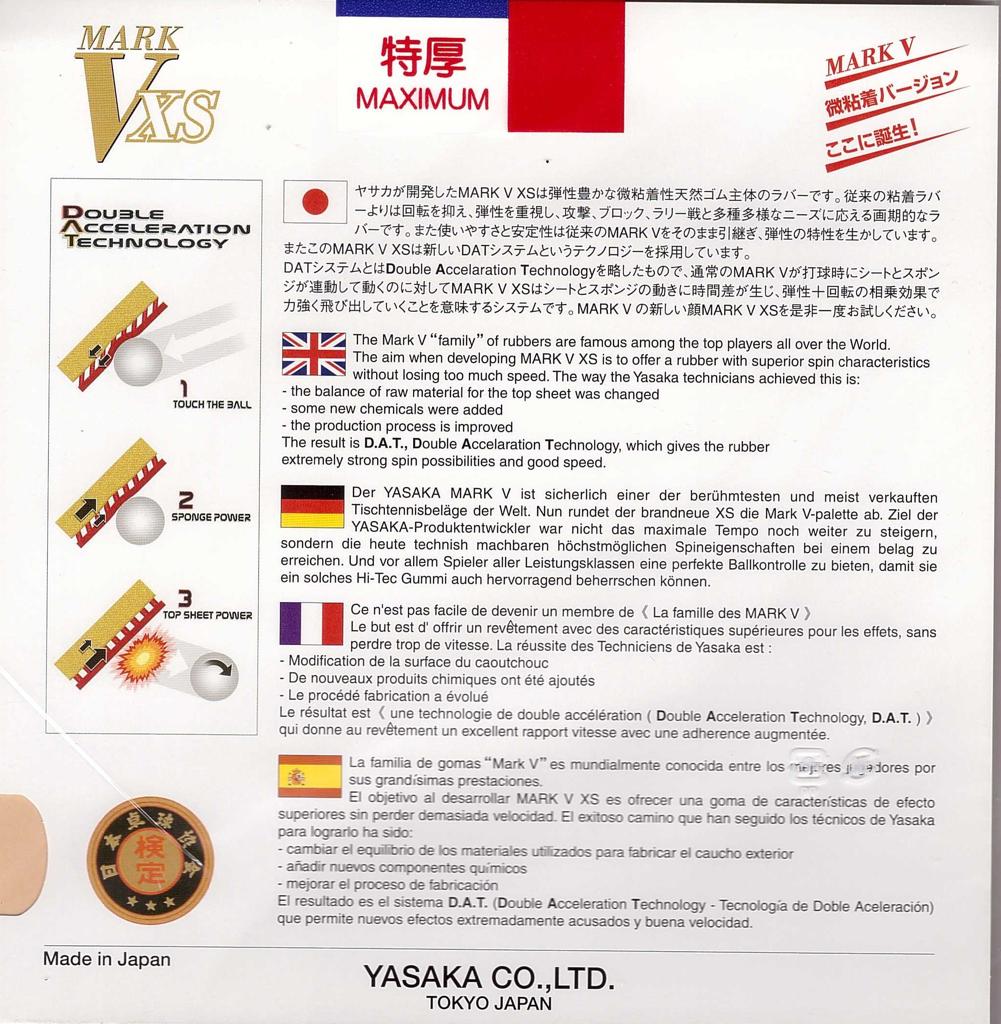 MARK
V XS
特厚
MAXIMUM
MARK V
微粘着バージョン
ここに誕生！
DOUBLE
ACCELERATION
TECHNOLOGY
1
TOUCH THE BALL
2
SPONGE POWER
3
TOP SHEET POWER
ヤサカが開発したMARK V XSは弾性豊かな微粘着性天然ゴム主体のラバーです。従来の粘着ラバ
ーよりは回転を抑え、弾性を重視し、攻撃、ブロック、ラリー戦と多種多様なニーズに応える画期的なラ
バーです。また使いやすさと安定性は従来のMARK Vをそのまま引継ぎ、弾性の特性を生かしています。
またこのMARK V XSは新しいDATシステムというテクノロジーを採用しています。
DATシステムとはDouble Accelaration Technologyを略したもので、通常のMARK Vが打球時にシートとスポン
ジが連動して動くのに対してMARK V XSはシートとスポンジの動きに時間差が生じ、弾性＋回転の相乗効果で
力強く飛び出していくことを意味するシステムです。MARK V の新しい顔MARK V XSを是非一度お試しください。
The Mark V “family” of rubbers are famous among the top players all over the World.
The aim when developing MARK V XS is to offer a rubber with superior spin characteristics
without losing too much speed. The way the Yasaka technicians achieved this is:
- the balance of raw material for the top sheet was changed
- some new chemicals were added
- the production process is improved
The result is D.A.T., Double Accelaration Technology, which gives the rubber
extremely strong spin possibilities and good speed.
Der YASAKA MARK V ist sicherlich einer der berühmtesten und meist verkauften
Tischtennisbeläge der Welt. Nun rundet der brandneue XS die Mark V-palette ab. Ziel der
YASAKA-Produktentwickler war nicht das maximale Tempo noch weiter zu steigern,
sondern die heute technish machbaren höchstmöglichen Spineigenschaften bei einem belag zu
erreichen. Und vor allem Spieler aller Leistungsklassen eine perfekte Ballkontrolle zu bieten, damit sie
ein solches Hi-Tec Gummi auch hervorragend beherrschen können.
Ce n'est pas facile de devenir un membre de《 La famille des MARK V 》
Le but est d' offrir un revêtement avec des caractéristiques supérieures pour les effets, sans
perdre trop de vitesse. La réussite des Techniciens de Yasaka est :
- Modification de la surface du caoutchouc
- De nouveaux produits chimiques ont été ajoutés
- Le procédé fabrication a évolué
Le résultat est《 une technologie de double accélération ( Double Acceleration Technology, D.A.T. ) 》
qui donne au revêtement un excellent rapport vitesse avec une adherence augmentée.
La familia de gomas “Mark V” es mundialmente conocida entre los mejores jugadores por
sus grandísimas prestaciones.
El objetivo al desarrollar MARK V XS es ofrecer una goma de características de efecto
superiores sin perder demasiada velocidad. El exitoso camino que han seguido los técnicos de Yasaka
para lograrlo ha sido:
- cambiar el equilibrio de los materiales utilizados para fabricar el caucho exterior
- añadir nuevos componentes químicos
- mejorar el proceso de fabricación
El resultado es el sistema D.A.T. (Double Acceleration Technology - Tecnología de Doble Aceleración)
que permite nuevos efectos extremadamente acusados y buena velocidad.
日本卓球協会
検定
Made in Japan
YASAKA CO.,LTD.
TOKYO JAPAN